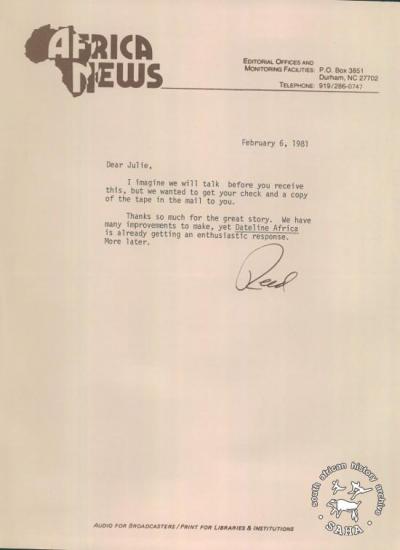 AFRICA
NEWS
EDITORIAL OFFICES AND
MONITORING FACILITIES: P.O. Box 3851
Durham, NC 27702
TELEPHONE: 919/286-0747
February 6, 1981
Dear Julie,
I imagine we will talk before you receive
this, but we wanted to get your check and a copy
of the tape in the mail to you.
Thanks so much for the great story. We have
many improvements to make, yet Dateline Africa
is already getting an enthusiastic response.
More later.
Reed
south african history archive
SAHA
AUDIO FOR BROADCASTERS/PRINT FOR LIBRARIES & INSTITUTIONS